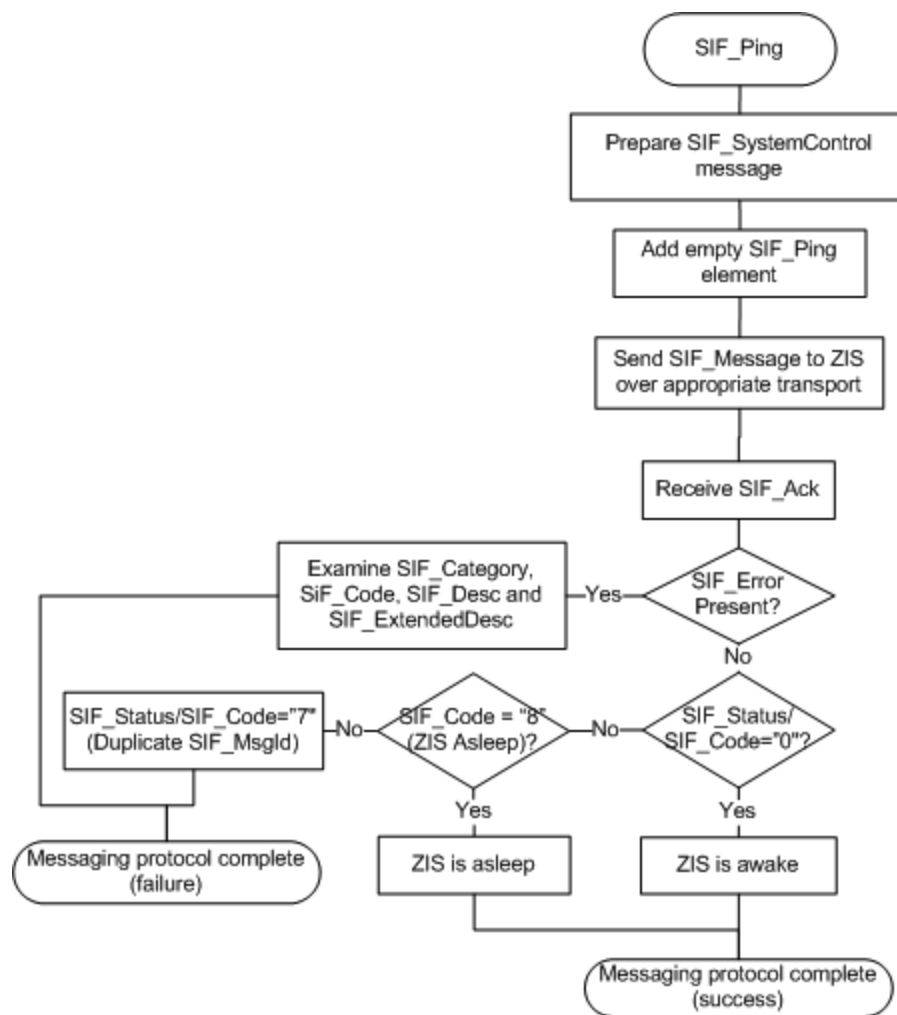 SIF_Ping
Prepare SIF_SystemControl
message
Add empty SIF_Ping
element
Send SIF_Message to ZIS
over appropriate transport
Receive SIF_Ack
Examine SIF_Category,
SiF_Code, SIF_Desc and
SIF_ExtendedDesc
Yes
SIF_Error
Present?
No
SIF_Status/SIF_Code="7"
(Duplicate SIF_MsgId)
No
SIF_Code = "8"
(ZIS Asleep)?
No
SIF_Status/
SIF_Code="0"?
Yes
Yes
Messaging protocol complete
(failure)
ZIS is asleep
ZIS is awake
Messaging protocol complete
(success)